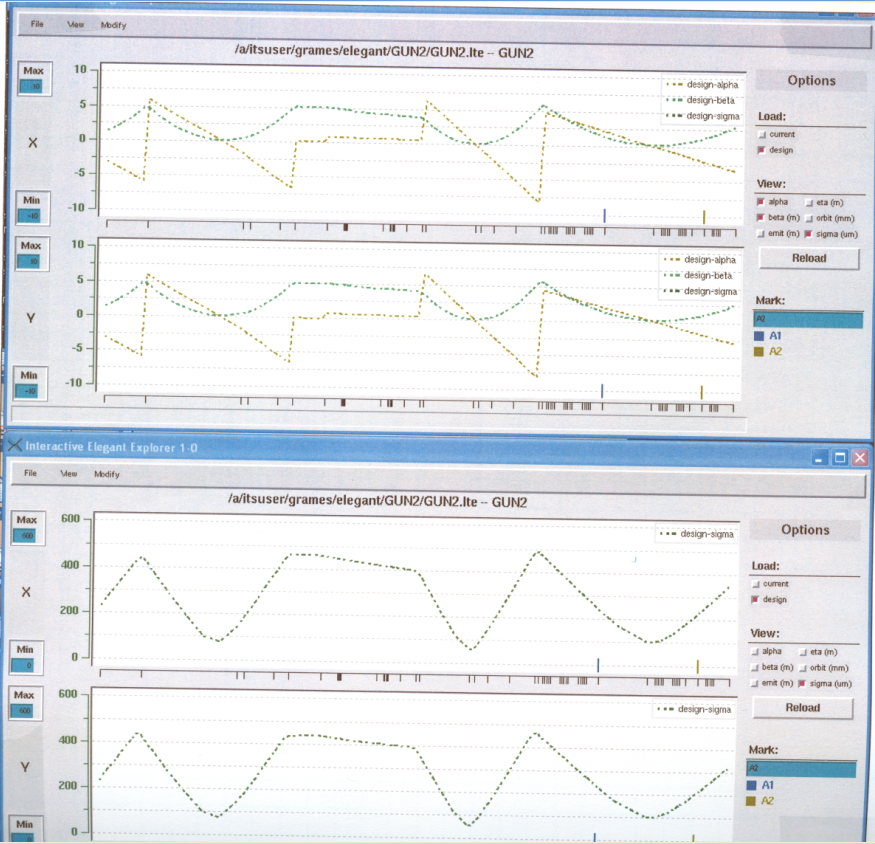 File View Modify
/a/itsuser/grames/elegant/GUN2/GUN2.lte -- GUN2
Max
10
X
Min
-10
10
5
0
-5
-10
design-alpha
design-beta
design-sigma
Max
10
Y
Min
-10
10
5
0
-5
-10
design-alpha
design-beta
design-sigma
Options
Load:
current
design
View:
alpha eta (m)
beta (m) orbit (mm)
emit (m) sigma (um)
Reload
Mark:
A2
A1
A2
Interactive Elegant Explorer 1-0
File View Modify
/a/itsuser/grames/elegant/GUN2/GUN2.lte -- GUN2
Max
600
X
Min
0
600
400
200
0
design-sigma
Max
600
Y
Min
600
400
200
0
design-sigma
Options
Load:
current
design
View:
alpha eta (m)
beta (m) orbit (mm)
emit (m) sigma (um)
Reload
Mark:
A2
A1
A2